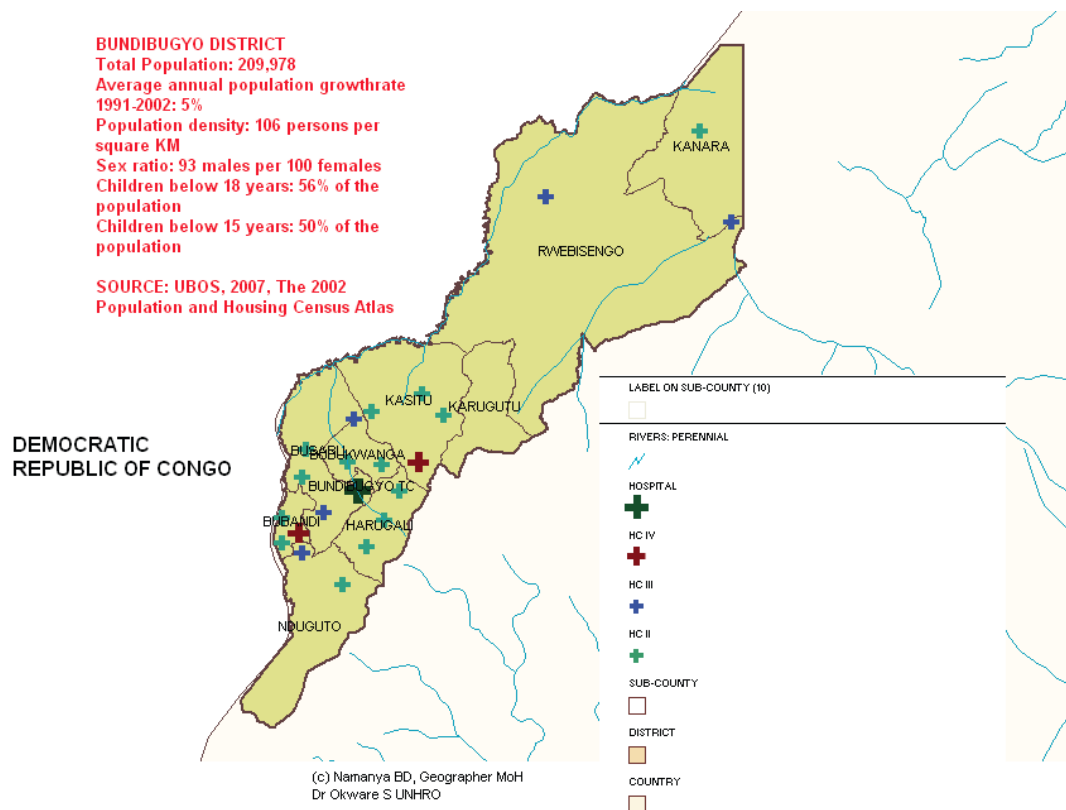 BUNDIBUGYO DISTRICT
Total Population: 209,978
Average annual population growthrate
1991-2002: 5%
Population density: 106 persons per
square KM
Sex ratio: 93 males per 100 females
Children below 18 years: 56% of the
population
Children below 15 years: 50% of the
population
SOURCE: UBOS, 2007, The 2002
Population and Housing Census Atlas
KANARA
RWEBISENGO
KASITU
KARUGUTU
DEMOCRATIC
REPUBLIC OF CONGO
BUBUKWANGA
BUNDIBUGYO TC
BUBANDI
HARUGALI
NDUGUTO
LABEL ON SUB-COUNTY (10)
RIVERS: PERENNIAL
HOSPITAL
HC IV
HC III
HC II
SUB-COUNTY
DISTRICT
COUNTRY
(c) Namanya BD, Geographer MoH
Dr Okware S UNHRO